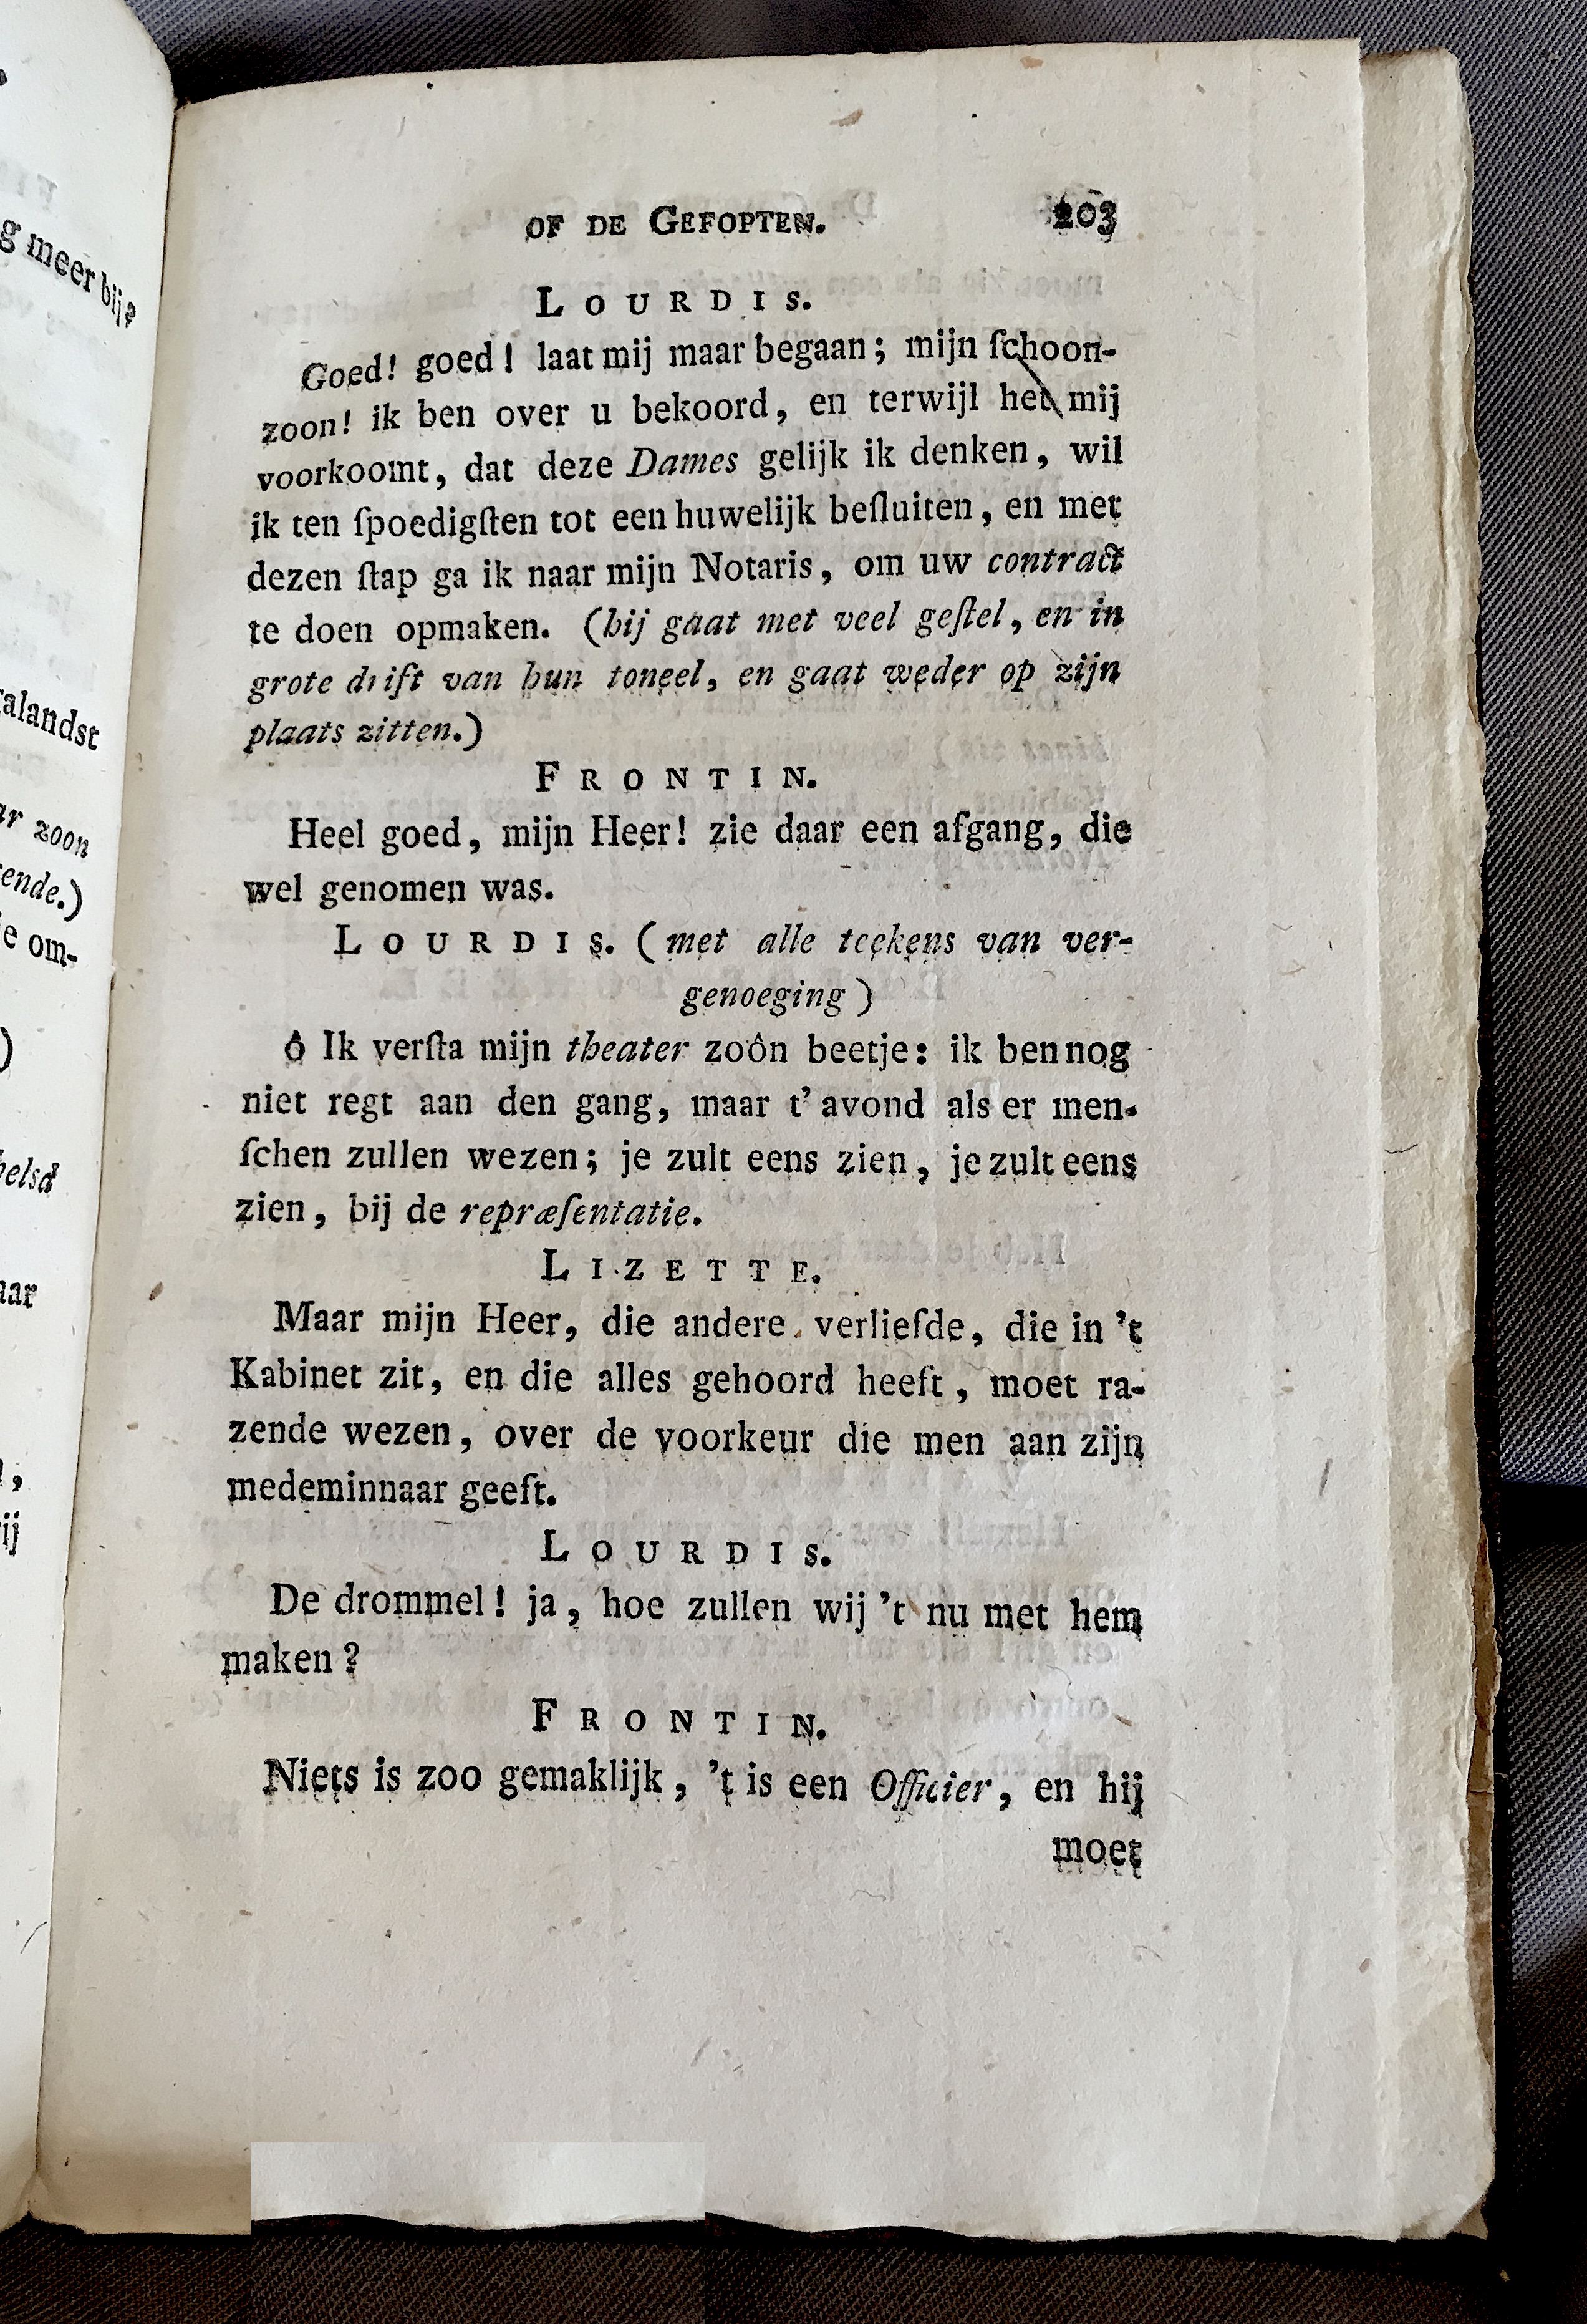 g meer bij?
alandst
ar zoon
ende.)
e om-
)
helsd
aar
,
ij
OF DE GEFOPTEN. 203
LOURDIS.
Goed! goed! laat mij maar begaan; mijn ſchoon-
zoon! ik ben over u bekoord, en terwijl het mij
voorkoomt, dat deze Dames gelijk ik denken, wil
ik ten ſpoedigſten tot een huwelijk beſluiten, en met
dezen ſtap ga ik naar mijn Notaris, om uw contract
te doen opmaken. (hij gaat met veel geſtel, en in
grote drift van hun toneel, en gaat weder op zijn
plaats zitten.)
FRONTIN.
Heel goed, mijn Heer! zie daar een afgang, die
wel genomen was.
LOURDIS. (met alle teekens van ver-
genoeging)
ô Ik verſta mijn theater zoôn beetje: ik ben nog
niet regt aan den gang, maar t' avond als er men-
ſchen zullen wezen; je zult eens zien, je zult eens
zien, bij de repræſentatie.
LIZETTE.
Maar mijn Heer, die andere verliefde, die in 't
Kabinet zit, en die alles gehoord heeft, moet ra-
zende wezen, over de voorkeur die men aan zijn
medeminnaar geeft.
LOURDIS.
De drommel! ja, hoe zullen wij 't nu met hem
maken?
FRONTIN.
Niets is zoo gemaklijk, 't is een Officier, en hij
moet